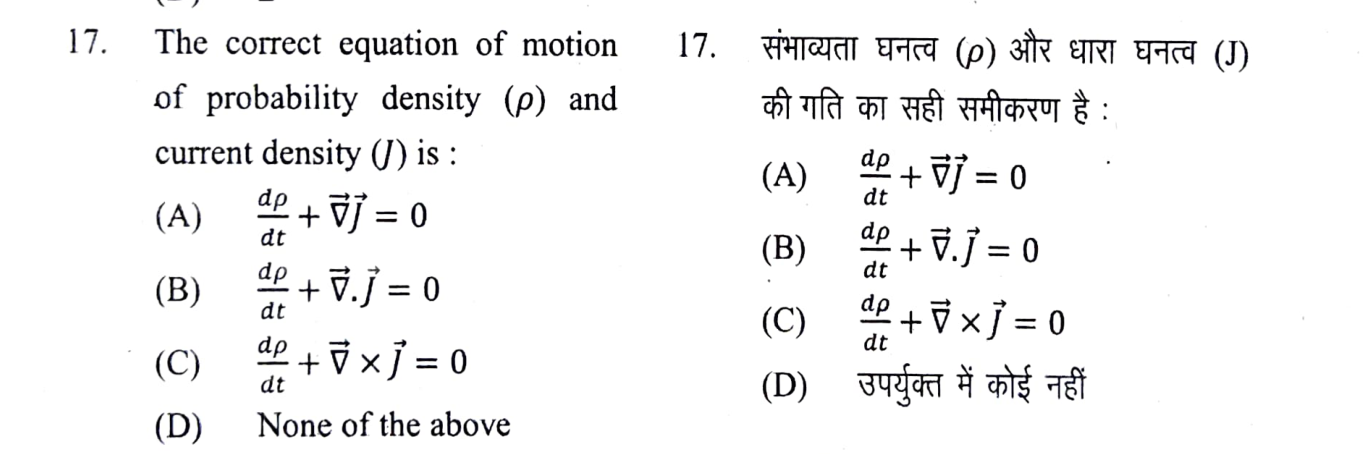 17. The correct equation of motion
of probability density (ρ) and
current density (J) is :
(A) dρ/dt + ∇⃗J⃗ = 0
(B) dρ/dt + ∇⃗.J⃗ = 0
(C) dρ/dt + ∇⃗ × J⃗ = 0
(D) None of the above
17. संभाव्यता घनत्व (ρ) और धारा घनत्व (J)
की गति का सही समीकरण है :
(A) dρ/dt + ∇⃗J⃗ = 0
(B) dρ/dt + ∇⃗.J⃗ = 0
(C) dρ/dt + ∇⃗ × J⃗ = 0
(D) उपर्युक्त में कोई नहीं